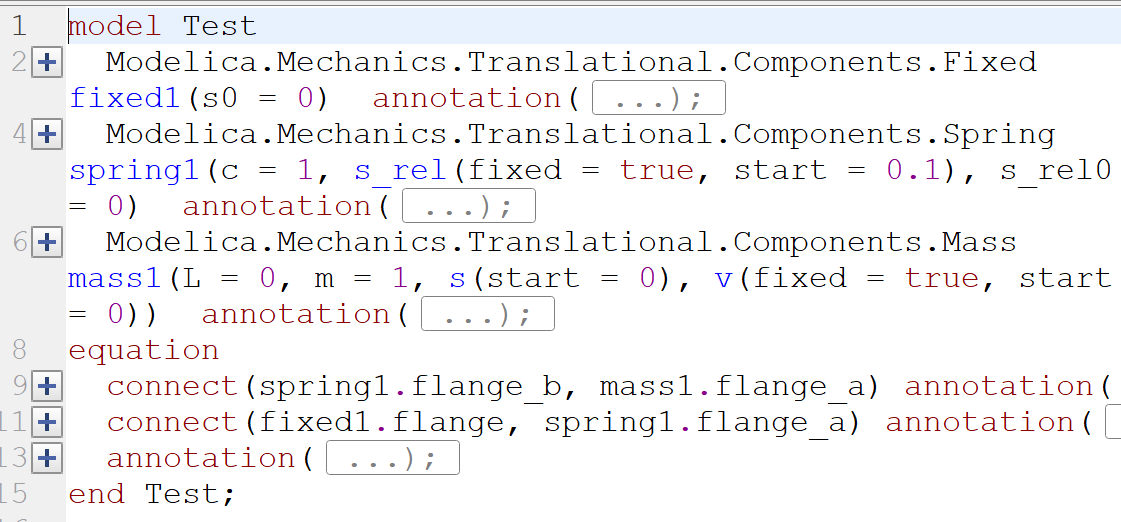 1 model Test
2 + Modelica.Mechanics.Translational.Components.Fixed
fixed1(s0 = 0)  annotation( ...);
4 + Modelica.Mechanics.Translational.Components.Spring
spring1(c = 1, s_rel(fixed = true, start = 0.1), s_rel0
= 0)  annotation( ...);
6 + Modelica.Mechanics.Translational.Components.Mass
mass1(L = 0, m = 1, s(start = 0), v(fixed = true, start
= 0))  annotation( ...);
8 equation
9 + connect(spring1.flange_b, mass1.flange_a) annotation(
11 + connect(fixed1.flange, spring1.flange_a) annotation(
13 + annotation( ...);
15 end Test;